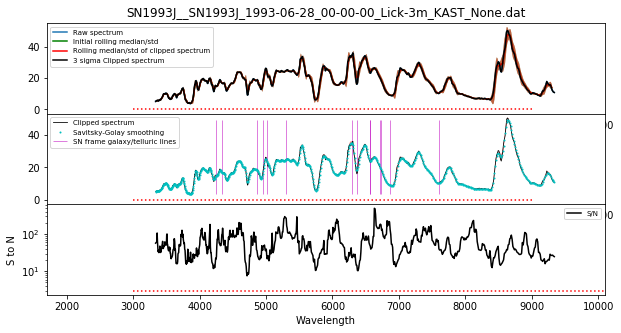 SN1993J__SN1993J_1993-06-28_00-00-00_Lick-3m_KAST_None.dat
Raw spectrum
Initial rolling median/std
Rolling median/std of clipped spectrum
3 sigma Clipped spectrum
40
20
0
Clipped spectrum
Savitsky-Golay smoothing
SN frame galaxy/telluric lines
40
20
0
S/N
S to N
10²
10¹
2000 3000 4000 5000 6000 7000 8000 9000 10000
Wavelength